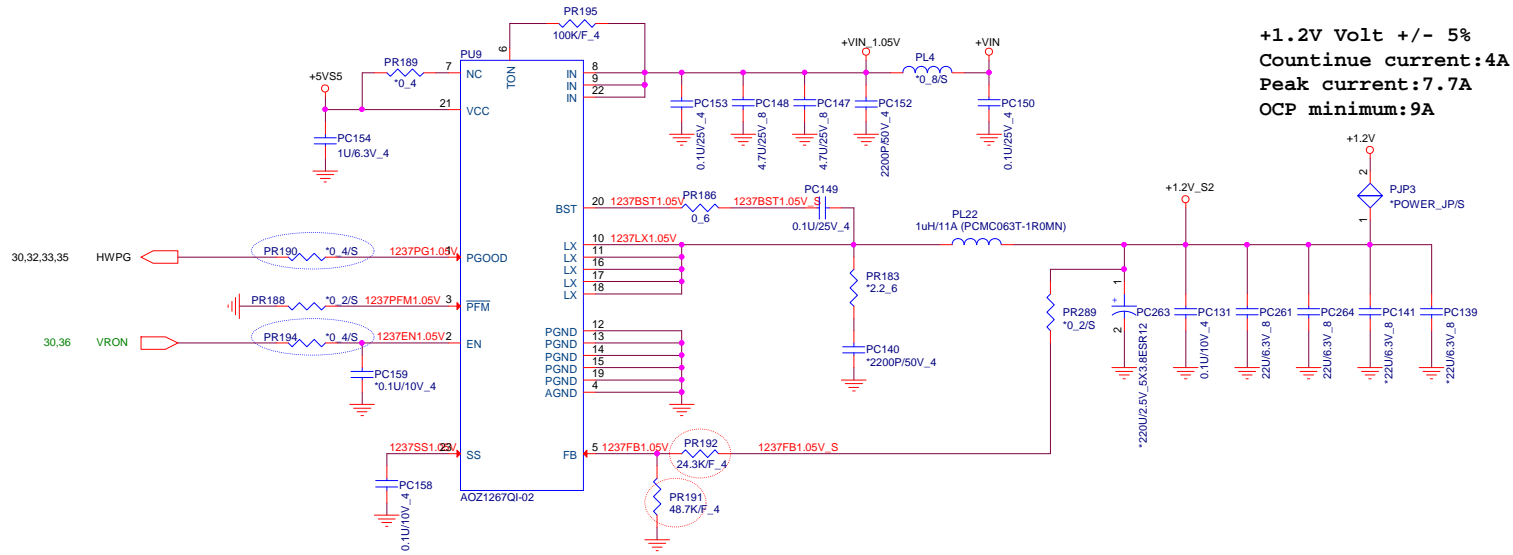 +1.2V Volt +/- 5%
Countinue current:4A
Peak current:7.7A
OCP minimum:9A
PR195
100K/F_4
+VIN_1.05V
+VIN
PL4
*0_8/S
PU9
6
TON
+5VS5
PR189
*0_4
7
NC
21
VCC
PC154
1U/6.3V_4
8
IN
9
IN
22
IN
PC153
0.1U/25V_4
PC148
4.7U/25V_8
PC147
4.7U/25V_8
PC152
2200P/50V_4
PC150
0.1U/25V_4
+1.2V
2
PJP3
*POWER_JP/S
1
+1.2V_S2
20
BST
1237BST1.05V
PR186
0_6
1237BST1.05V_S
PC149
0.1U/25V_4
PL22
1uH/11A (PCMC063T-1R0MN)
10
LX
1237LX1.05V
11
LX
16
LX
17
LX
18
LX
PR183
*2.2_6
PC140
*2200P/50V_4
30,32,33,35
HWPG
PR190
*0_4/S
1237PG1.05V
1
PGOOD
PR188
*0_2/S
1237PFM1.05V
3
PFM
30,36
VRON
PR194
*0_4/S
1237EN1.05V
2
EN
PC159
*0.1U/10V_4
12
PGND
13
PGND
14
PGND
15
PGND
19
PGND
4
AGND
PR289
*0_2/S
1
+
2
PC263
*220U/2.5V_5X3.8ESR12
PC131
0.1U/10V_4
PC261
22U/6.3V_8
PC264
22U/6.3V_8
PC141
*22U/6.3V_8
PC139
*22U/6.3V_8
1237SS1.05V
23
SS
PC158
0.1U/10V_4
5
FB
1237FB1.05V
PR192
24.3K/F_4
1237FB1.05V_S
PR191
48.7K/F_4
AOZ1267QI-02